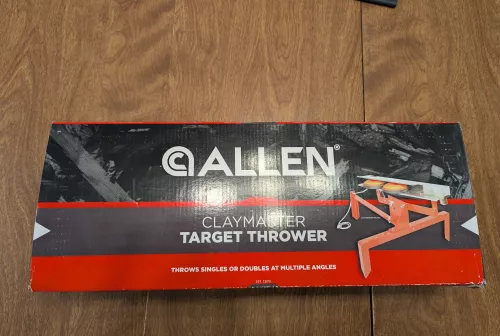 ALLEN®
CLAYMASTER
TARGET THROWER
THROWS SINGLES OR DOUBLES AT MULTIPLE ANGLES